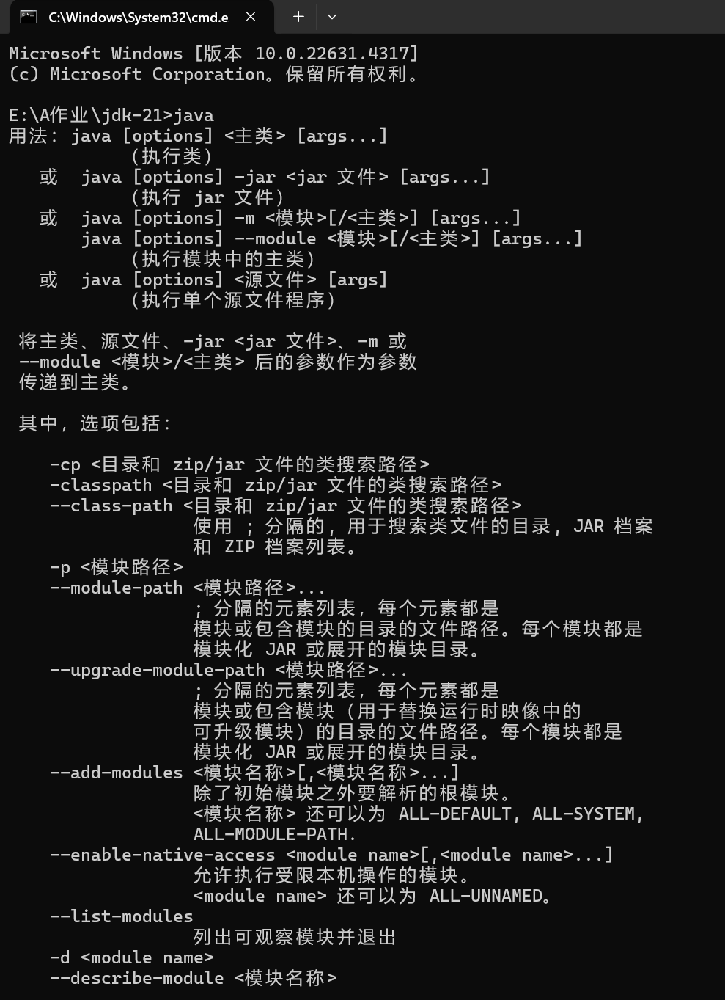 C:\Windows\System32\cmd.e
Microsoft Windows [版本 10.0.22631.4317]
(c) Microsoft Corporation。保留所有权利。
E:\A作业\jdk-21>java
用法：java [options] <主类> [args...]
（执行类）
或 java [options] -jar <jar 文件> [args...]
（执行 jar 文件）
或 java [options] -m <模块>[/<主类>] [args...]
java [options] --module <模块>[/<主类>] [args...]
（执行模块中的主类）
或 java [options] <源文件> [args]
（执行单个源文件程序）
将主类、源文件、-jar <jar 文件>、-m 或
--module <模块>/<主类> 后的参数作为参数
传递到主类。
其中，选项包括：
-cp <目录和 zip/jar 文件的类搜索路径>
-classpath <目录和 zip/jar 文件的类搜索路径>
--class-path <目录和 zip/jar 文件的类搜索路径>
使用 ; 分隔的, 用于搜索类文件的目录, JAR 档案
和 ZIP 档案列表。
-p <模块路径>
--module-path <模块路径>...
; 分隔的元素列表, 每个元素都是
模块或包含模块的目录的文件路径。每个模块都是
模块化 JAR 或展开的模块目录。
--upgrade-module-path <模块路径>...
; 分隔的元素列表, 每个元素都是
模块或包含模块（用于替换运行时映像中的
可升级模块）的目录的文件路径。每个模块都是
模块化 JAR 或展开的模块目录。
--add-modules <模块名称>[,<模块名称>...]
除了初始模块之外要解析的根模块。
<模块名称> 还可以为 ALL-DEFAULT, ALL-SYSTEM,
ALL-MODULE-PATH.
--enable-native-access <module name>[,<module name>...]
允许执行受限本机操作的模块。
<module name> 还可以为 ALL-UNNAMED。
--list-modules
列出可观察模块并退出
-d <module name>
--describe-module <模块名称>